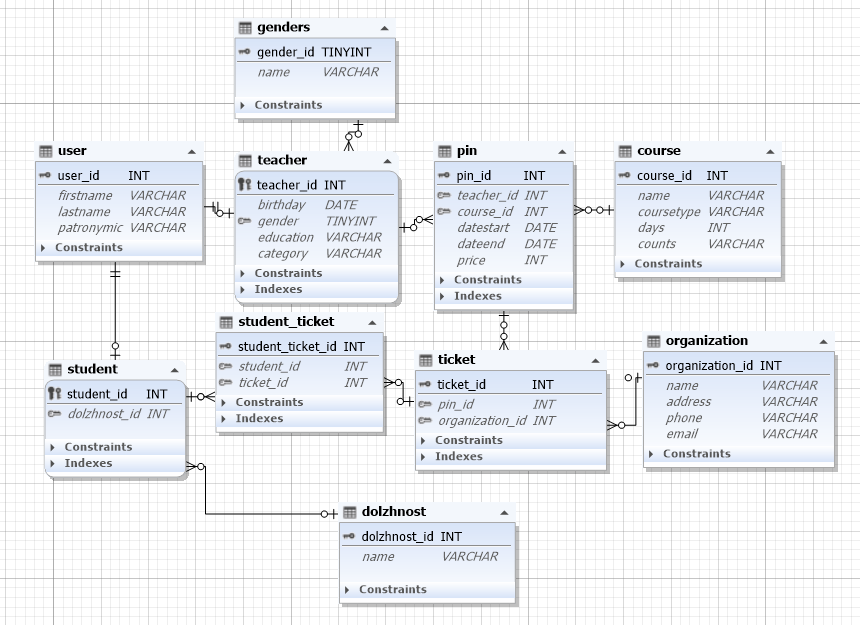 genders
gender_id TINYINT
name VARCHAR
Constraints
user
user_id INT
firstname VARCHAR
lastname VARCHAR
patronymic VARCHAR
Constraints
teacher
teacher_id INT
birthday DATE
gender TINYINT
education VARCHAR
category VARCHAR
Constraints
Indexes
pin
pin_id INT
teacher_id INT
course_id INT
datestart DATE
dateend DATE
price INT
Constraints
Indexes
course
course_id INT
name VARCHAR
coursetype VARCHAR
days INT
counts VARCHAR
Constraints
student_ticket
student_ticket_id INT
student_id INT
ticket_id INT
Constraints
Indexes
student
student_id INT
dolzhnost_id INT
Constraints
Indexes
ticket
ticket_id INT
pin_id INT
organization_id INT
Constraints
Indexes
organization
organization_id INT
name VARCHAR
address VARCHAR
phone VARCHAR
email VARCHAR
Constraints
dolzhnost
dolzhnost_id INT
name VARCHAR
Constraints